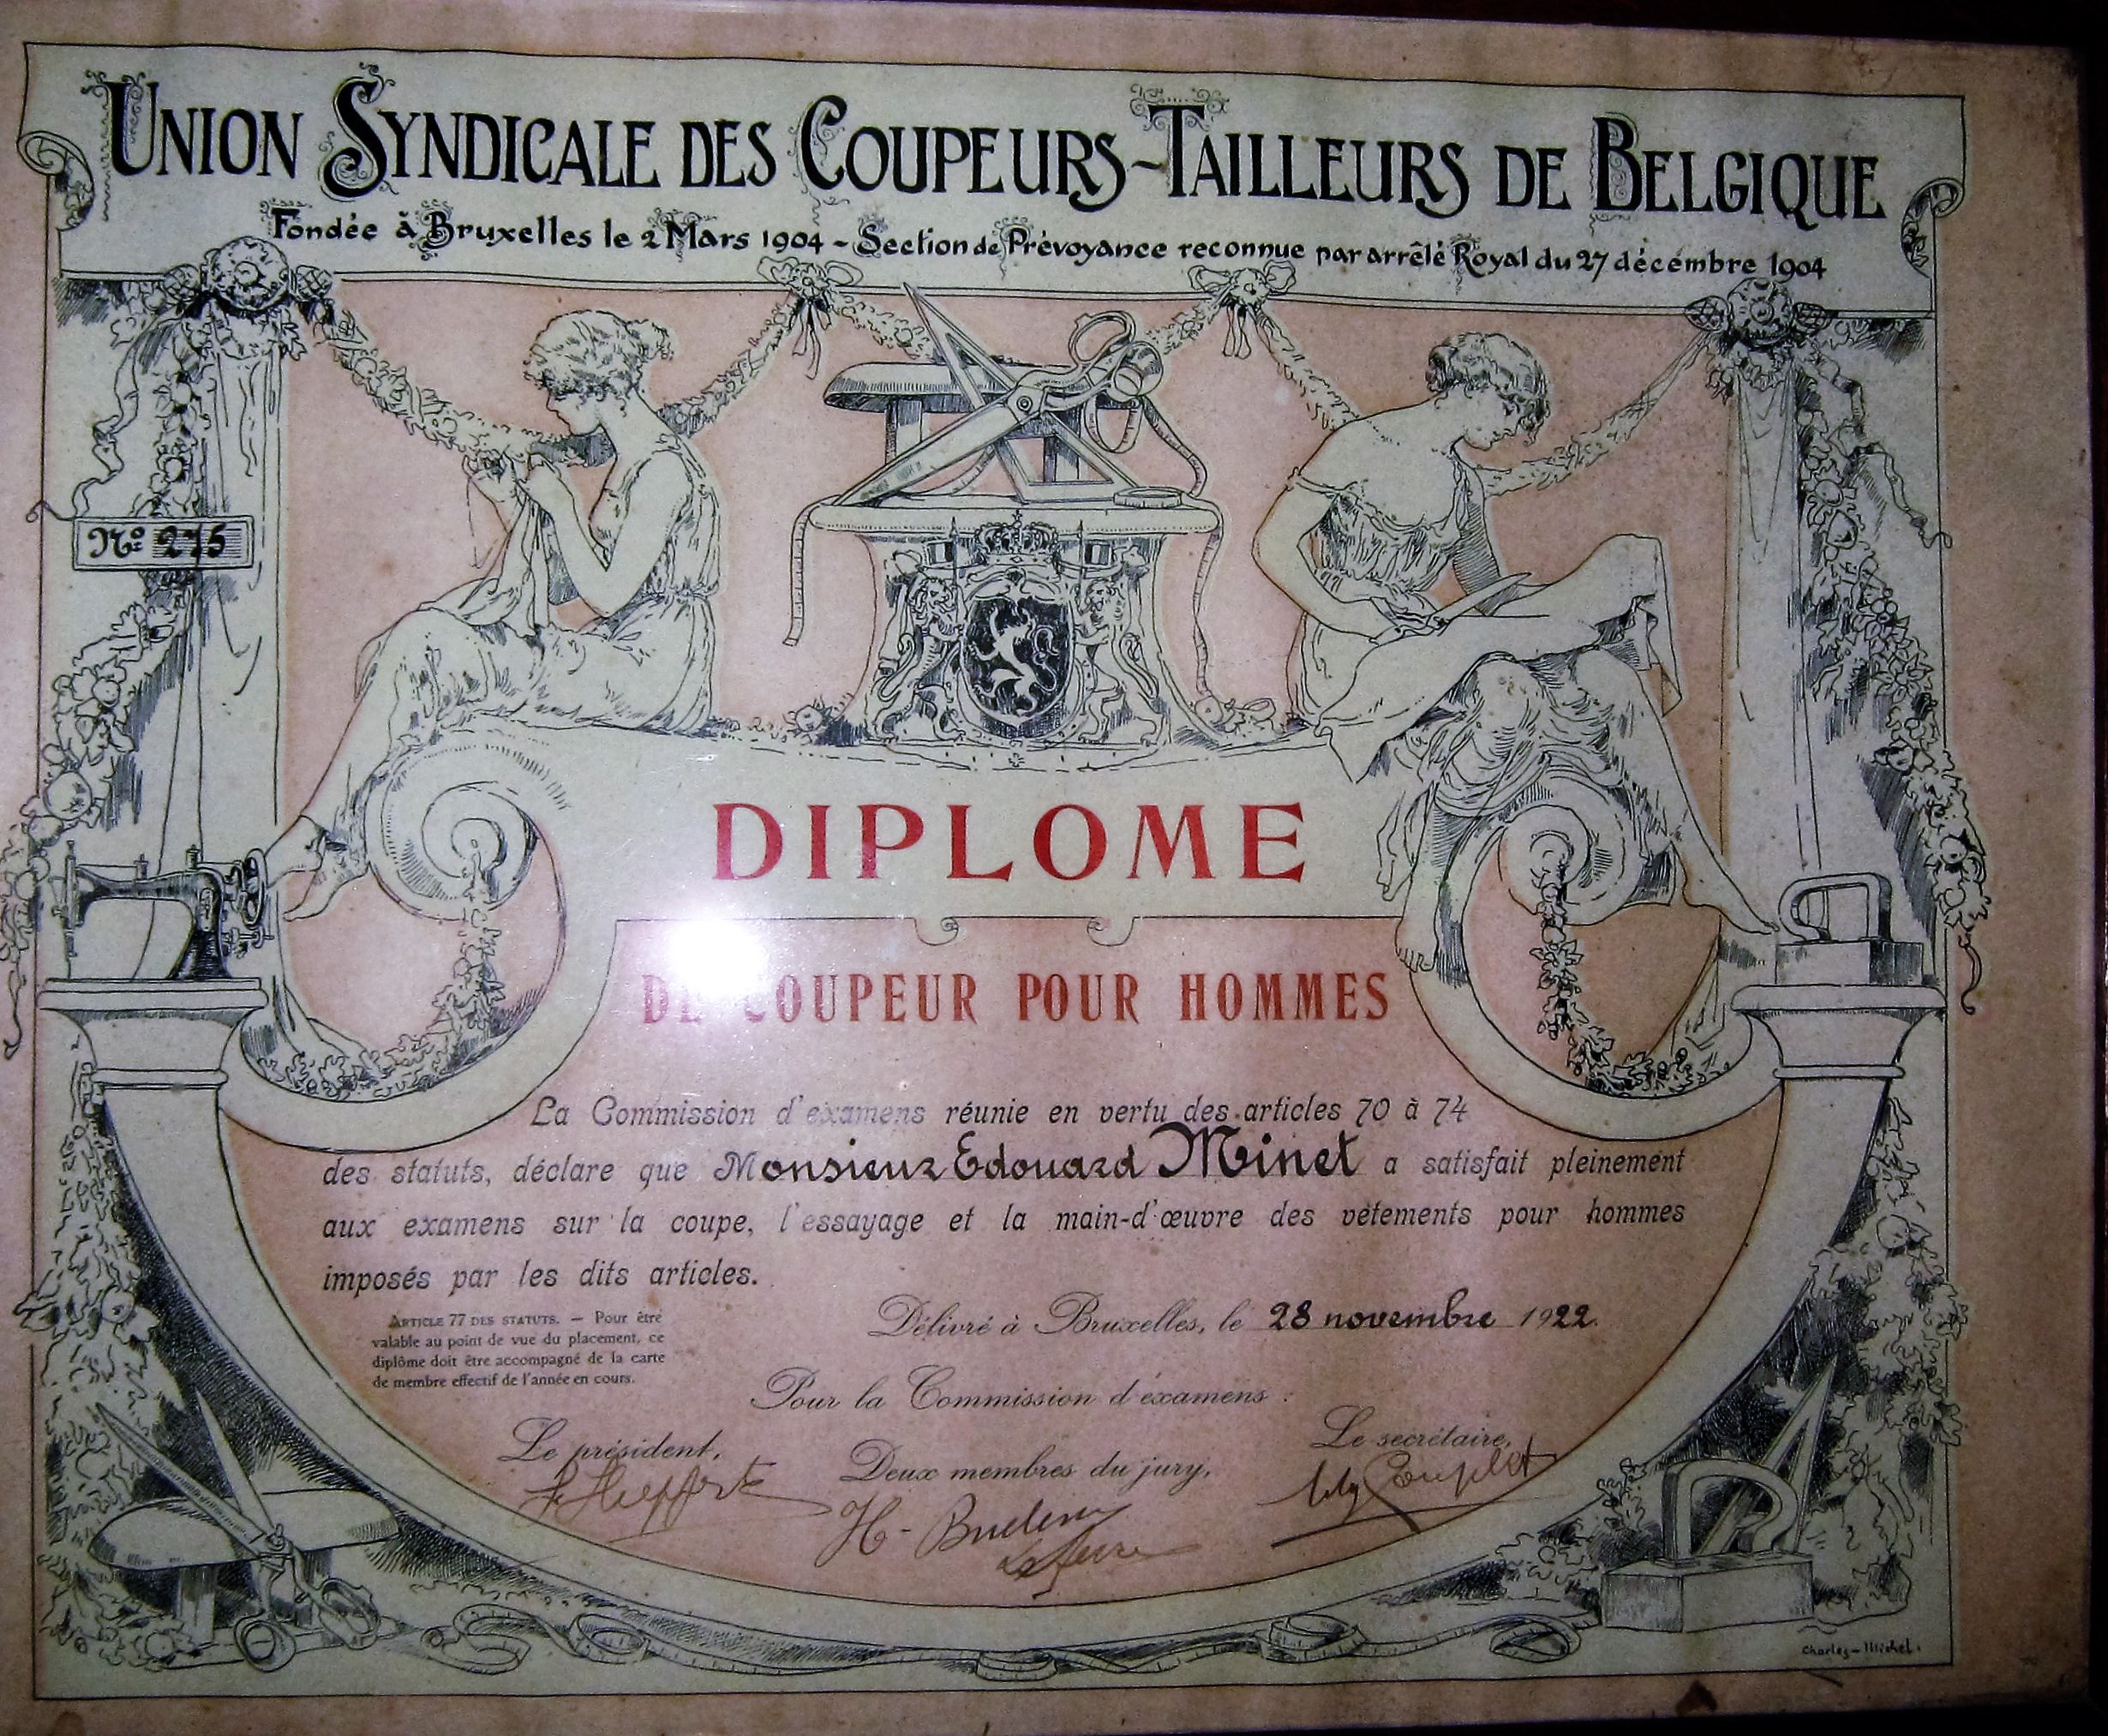 UNION SYNDICALE DES COUPEURS-TAILLEURS DE BELGIQUE
Fondée à Bruxelles le 2 Mars 1904 - Section de Prévoyance reconnue par arrêté Royal du 27 décembre 1904
No 275
DIPLOME
DE COUPEUR POUR HOMMES
La Commission d'examens réunie en vertu des articles 70 à 74
des statuts, déclare que Monsieur Edouard Minet a satisfait pleinement
aux examens sur la coupe, l'essayage et la main-d'œuvre des vêtements pour hommes
imposés par les dits articles.
ARTICLE 77 DES STATUTS. — Pour être
valable au point de vue du placement, ce
diplôme doit être accompagné de la carte
de membre effectif de l'année en cours.
Délivré à Bruxelles, le 28 novembre 1922.
Pour la Commission d'examens :
Le président,
Deux membres du jury,
Le secrétaire,
H-
Lefevre
Couplet
Charles-Michel.